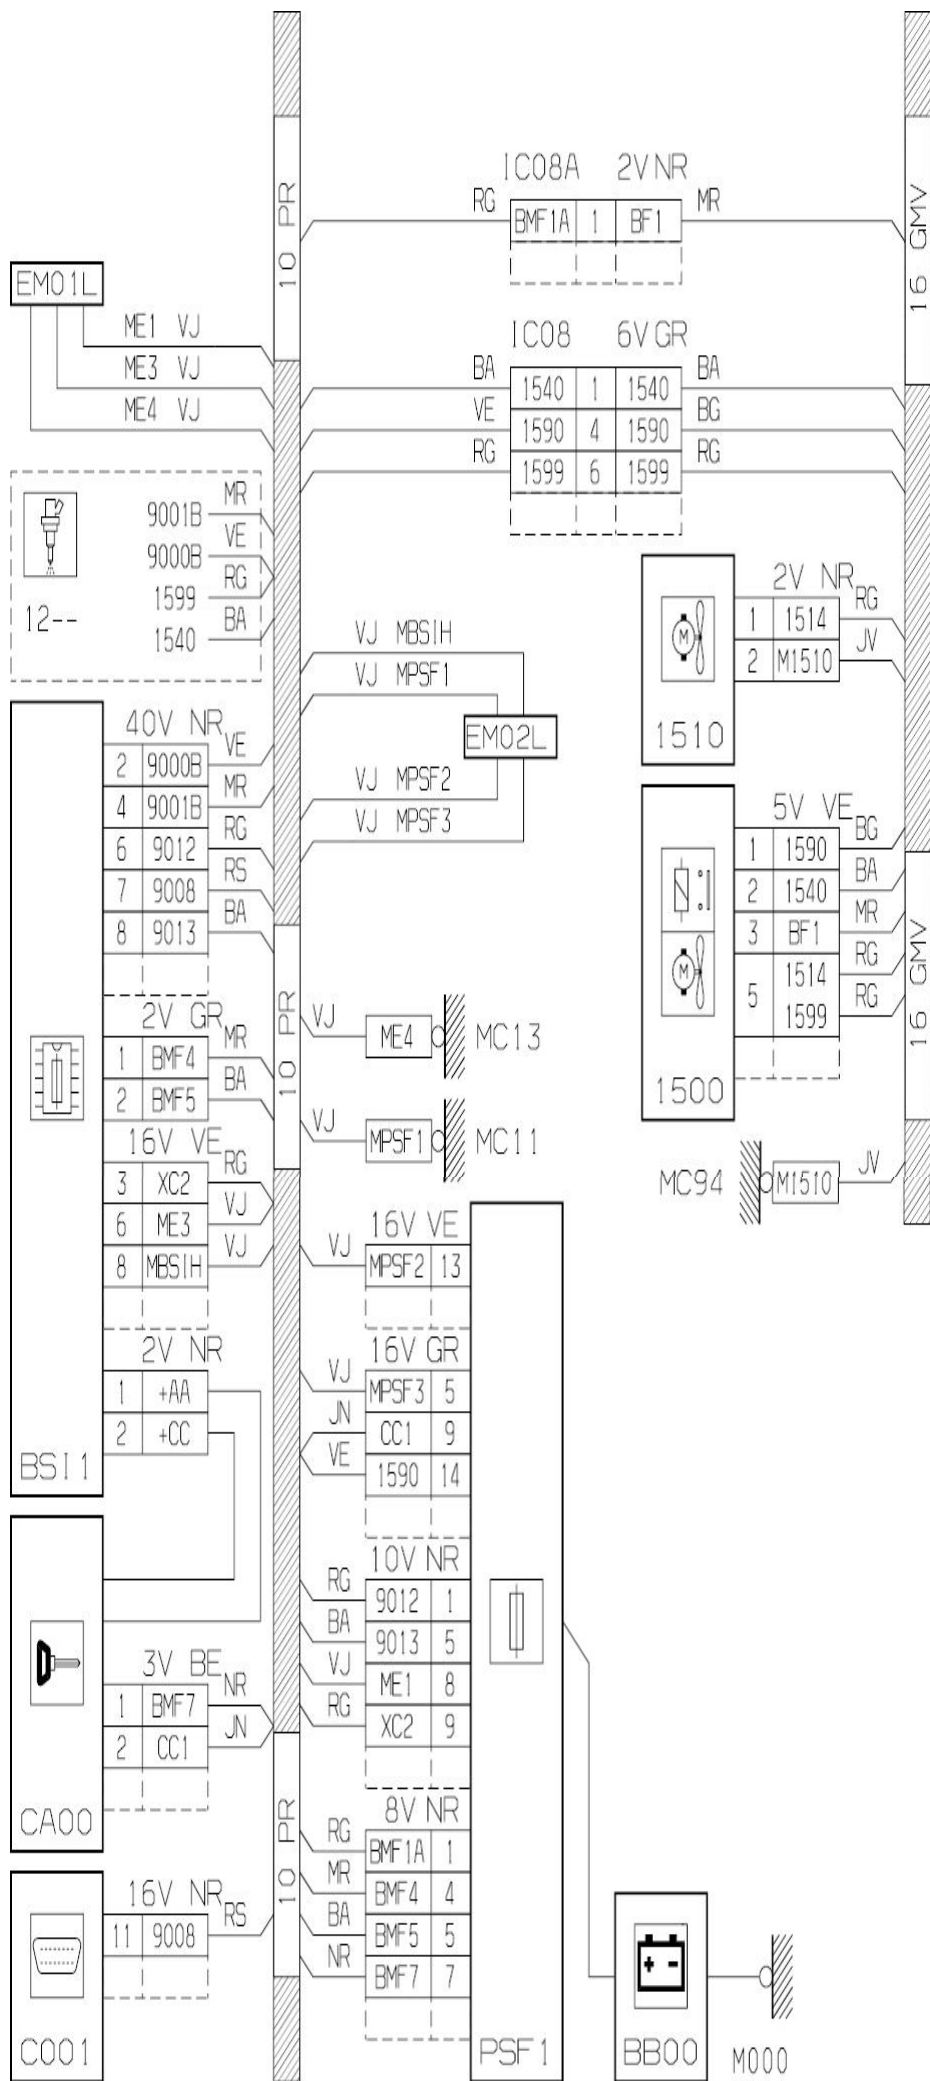 10 PR
16 GMV
IC08A 2V NR
RG BMF1A 1 BF1 MR
EM01L
ME1 VJ
ME3 VJ
ME4 VJ
IC08 6V GR
BA 1540 1 1540 BA
VE 1590 4 1590 BG
RG 1599 6 1599 RG
12--
9001B MR
9000B VE
1599 RG
1540 BA
VJ MBSIH
VJ MPSF1
EM02L
VJ MPSF2
VJ MPSF3
1510
2V NR
1 1514 RG
2 M1510 JV
1500
5V VE
1 1590 BG
2 1540 BA
3 BF1 MR
5 1514 RG
1599 RG
16 GMV
MC94 M1510 JV
BSI1
40V NR
2 9000B VE
4 9001B MR
6 9012 RG
7 9008 RS
8 9013 BA
2V GR
1 BMF4 MR
2 BMF5 BA
16V VE
3 XC2 RG
6 ME3 VJ
8 MBSIH VJ
2V NR
1 +AA
2 +CC
10 PR
VJ ME4 MC13
VJ MPSF1 MC11
CA00
3V BE
1 BMF7 NR
2 CC1 JN
C001
16V NR
11 9008 RS
10 PR
PSF1
16V VE
VJ MPSF2 13
16V GR
VJ MPSF3 5
JN CC1 9
VE 1590 14
10V NR
RG 9012 1
BA 9013 5
VJ ME1 8
RG XC2 9
8V NR
RG BMF1A 1
MR BMF4 4
BA BMF5 5
NR BMF7 7
BB00
M000
M
M
+ -